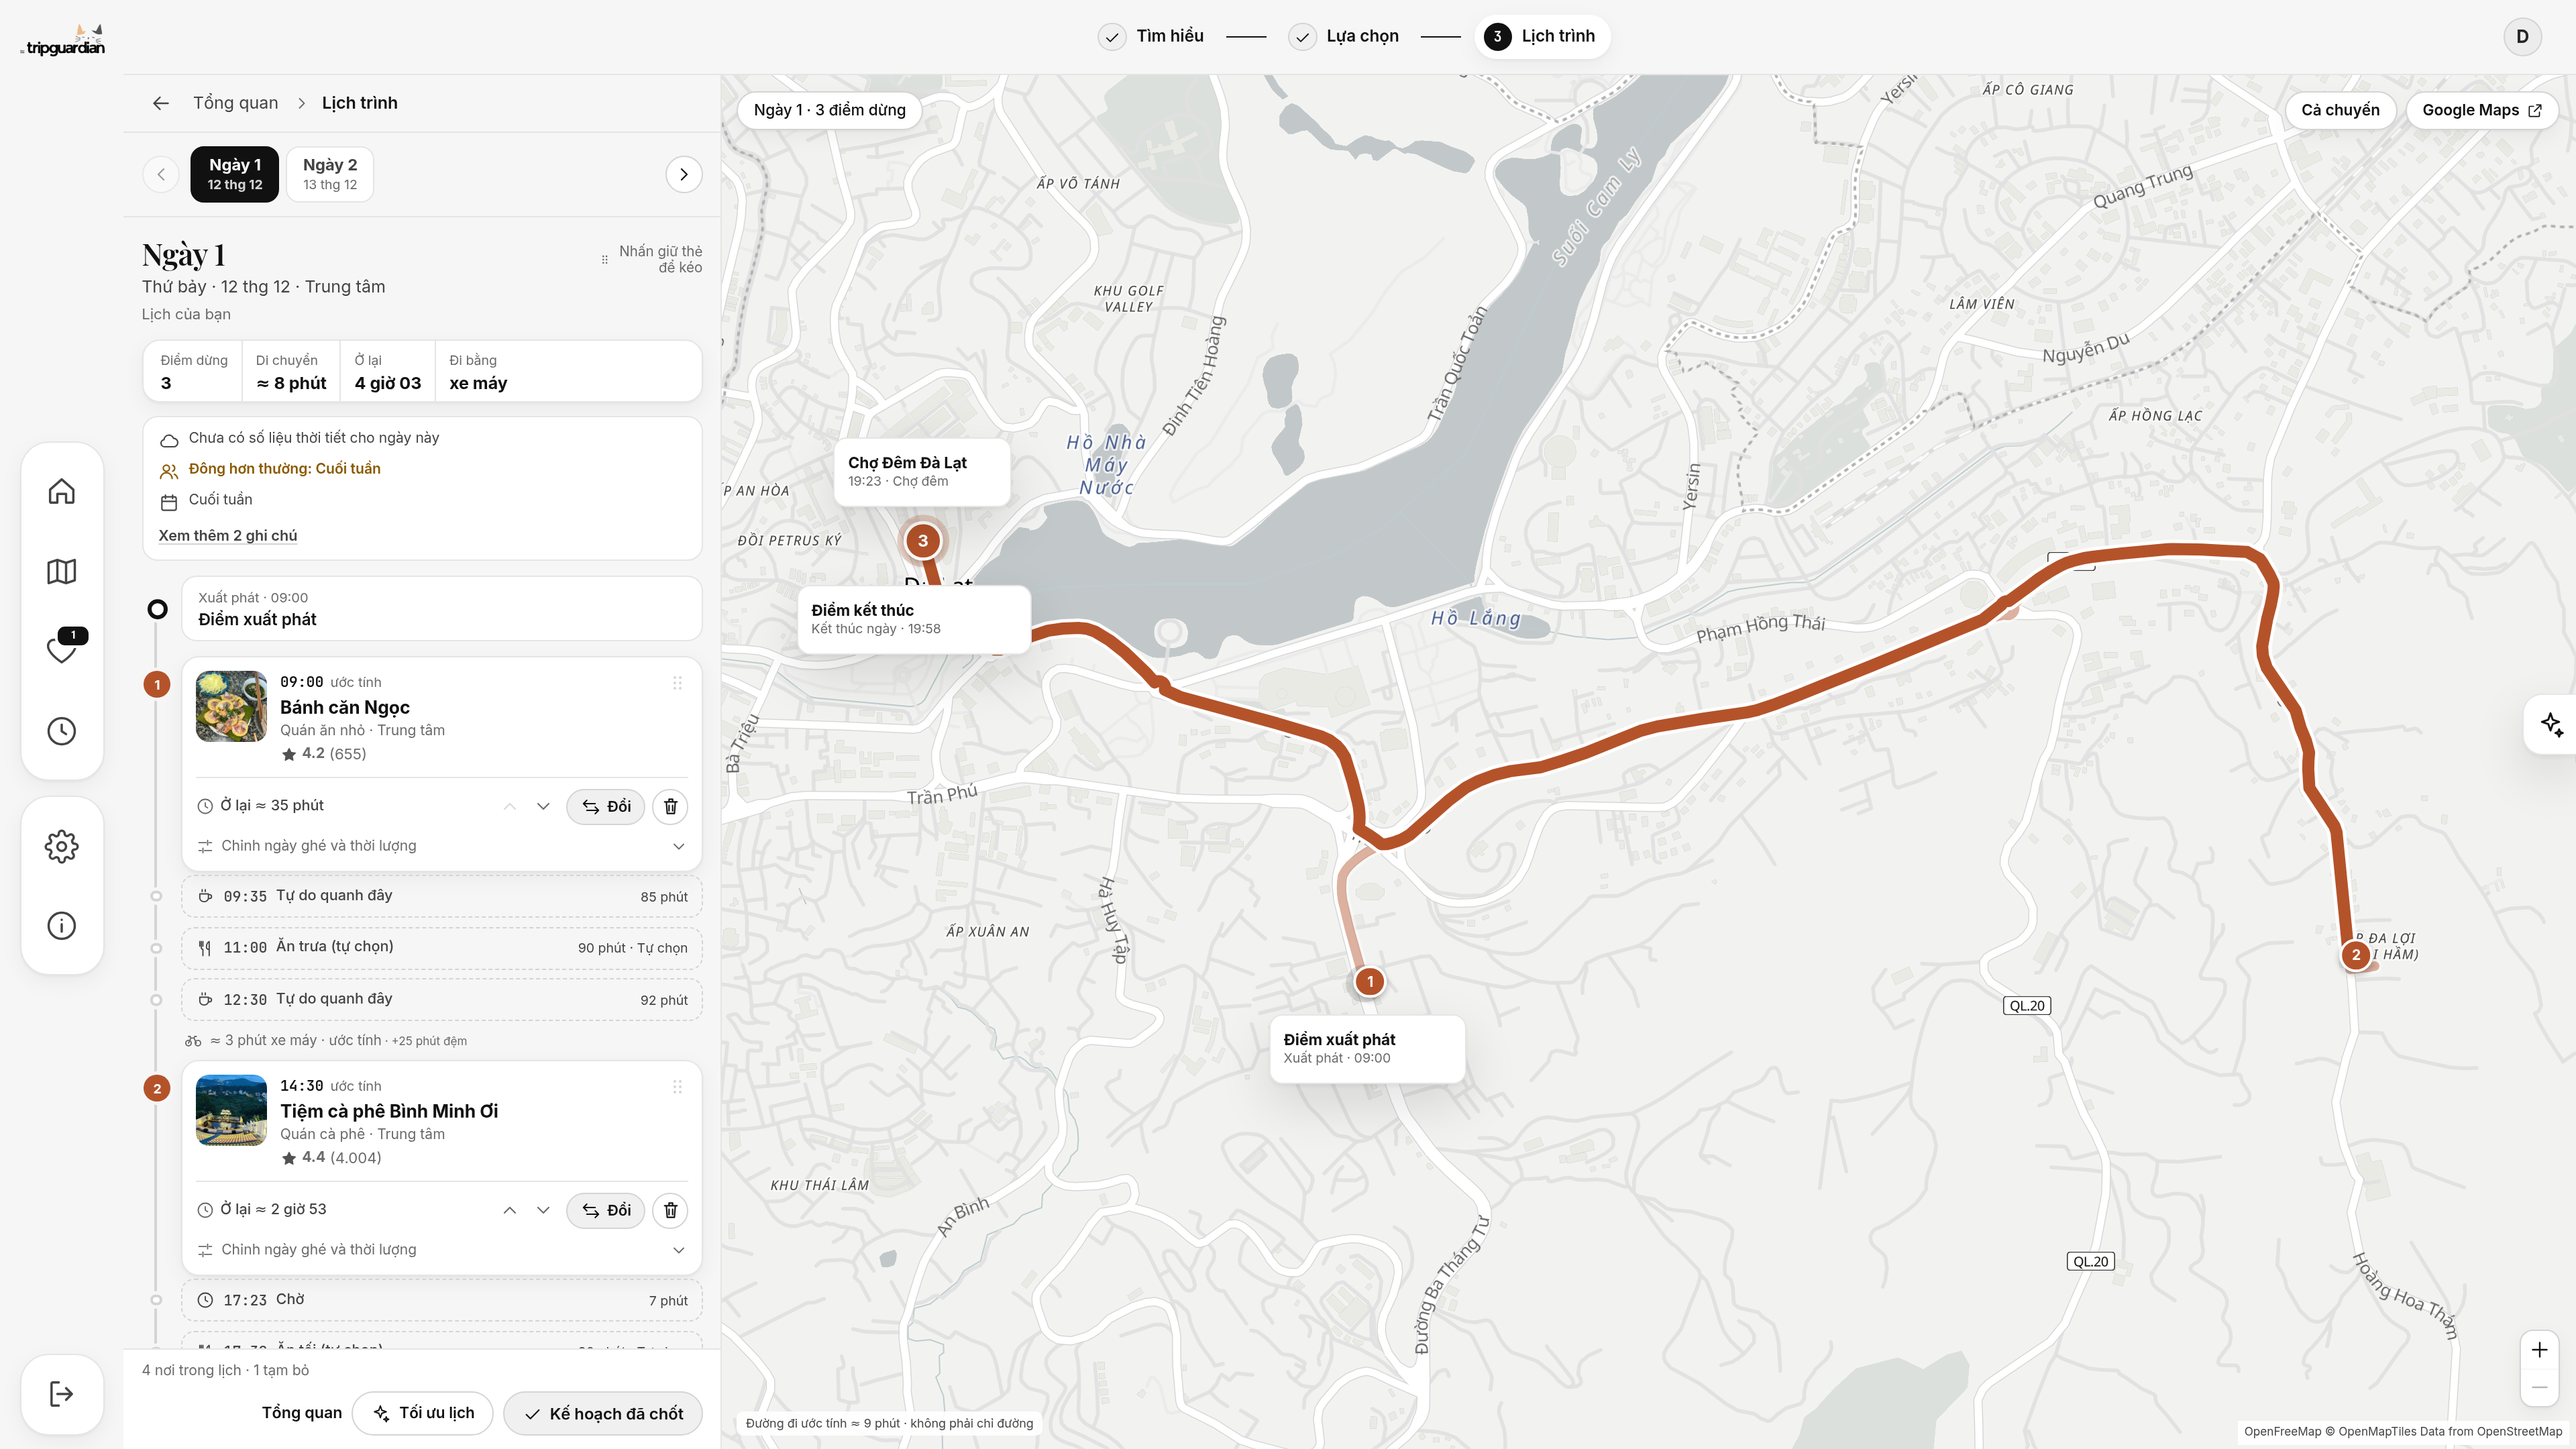 tripguardian
Tìm hiểu
Lựa chọn
3 Lịch trình
D
Tổng quan > Lịch trình
Ngày 1
12 thg 12
Ngày 2
13 thg 12
Ngày 1
Nhấn giữ thẻ
để kéo
Thứ bảy · 12 thg 12 · Trung tâm
Lịch của bạn
Điểm dừng
3
Di chuyển
≈ 8 phút
Ở lại
4 giờ 03
Đi bằng
xe máy
Chưa có số liệu thời tiết cho ngày này
Đông hơn thường: Cuối tuần
Cuối tuần
Xem thêm 2 ghi chú
1
Xuất phát · 09:00
Điểm xuất phát
1
09:00 ước tính
Bánh căn Ngọc
Quán ăn nhỏ · Trung tâm
4.2 (655)
Ở lại ≈ 35 phút
Đổi
Chỉnh ngày ghé và thời lượng
09:35 Tự do quanh đây
85 phút
11:00 Ăn trưa (tự chọn)
90 phút · Tự chọn
12:30 Tự do quanh đây
92 phút
≈ 3 phút xe máy · ước tính · +25 phút đệm
2
14:30 ước tính
Tiệm cà phê Bình Minh Ơi
Quán cà phê · Trung tâm
4.4 (4.004)
Ở lại ≈ 2 giờ 53
Đổi
Chỉnh ngày ghé và thời lượng
17:23 Chờ
7 phút
4 nơi trong lịch · 1 tạm bỏ
Tổng quan
Tối ưu lịch
Kế hoạch đã chốt
Ngày 1 · 3 điểm dừng
Cả chuyến
Google Maps
Yersin
ẤP CÔ GIANG
ẤP VÕ TÁNH
Suối Cam Ly
Quang Trung
KHU GOLF
VALLEY
LÂM VIÊN
Đinh Tiên Hoàng
Trần Quốc Toản
Nguyễn Du
ẤP HỒNG LẠC
Hồ Nhà
Máy
Nước
Chợ Đêm Đà Lạt
19:23 · Chợ đêm
P AN HÒA
Yersin
ĐỒI PETRUS KÝ
3
Điểm kết thúc
Kết thúc ngày · 19:58
Hồ Lắng
Phạm Hồng Thái
Bà Triệu
Trần Phú
Hà Huy Tập
ẤP XUÂN AN
P ĐA LỢI
I HẦM)
2
1
QL.20
Điểm xuất phát
Xuất phát · 09:00
KHU THÁI LÂM
An Bình
Đường Ba Tháng Tư
QL.20
Hoàng Hoa Thám
Đường đi ước tính ≈ 9 phút · không phải chỉ đường
OpenFreeMap © OpenMapTiles Data from OpenStreetMap